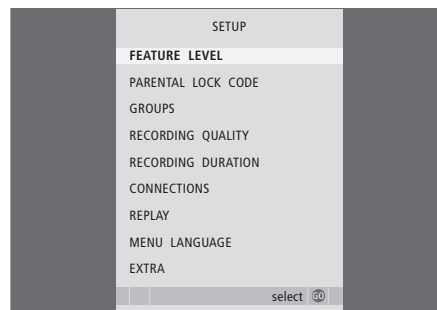 SETUP
FEATURE LEVEL
PARENTAL LOCK CODE
GROUPS
RECORDING QUALITY
RECORDING DURATION
CONNECTIONS
REPLAY
MENU LANGUAGE
EXTRA
select GO